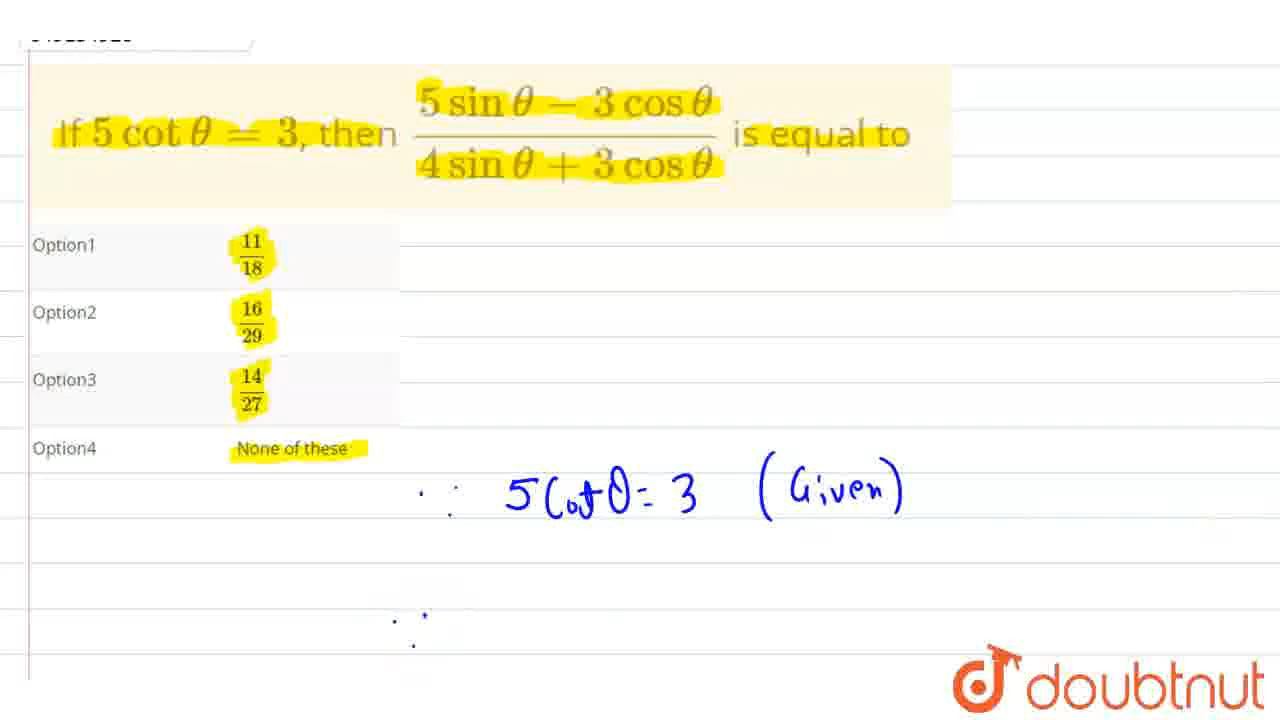 If 5 cot θ = 3, then (5 sin θ − 3 cos θ)/(4 sin θ + 3 cos θ) is equal to
Option1 11/18
Option2 16/29
Option3 14/27
Option4 None of these
∵ 5 Cot θ = 3 (Given)
∴
doubtnut